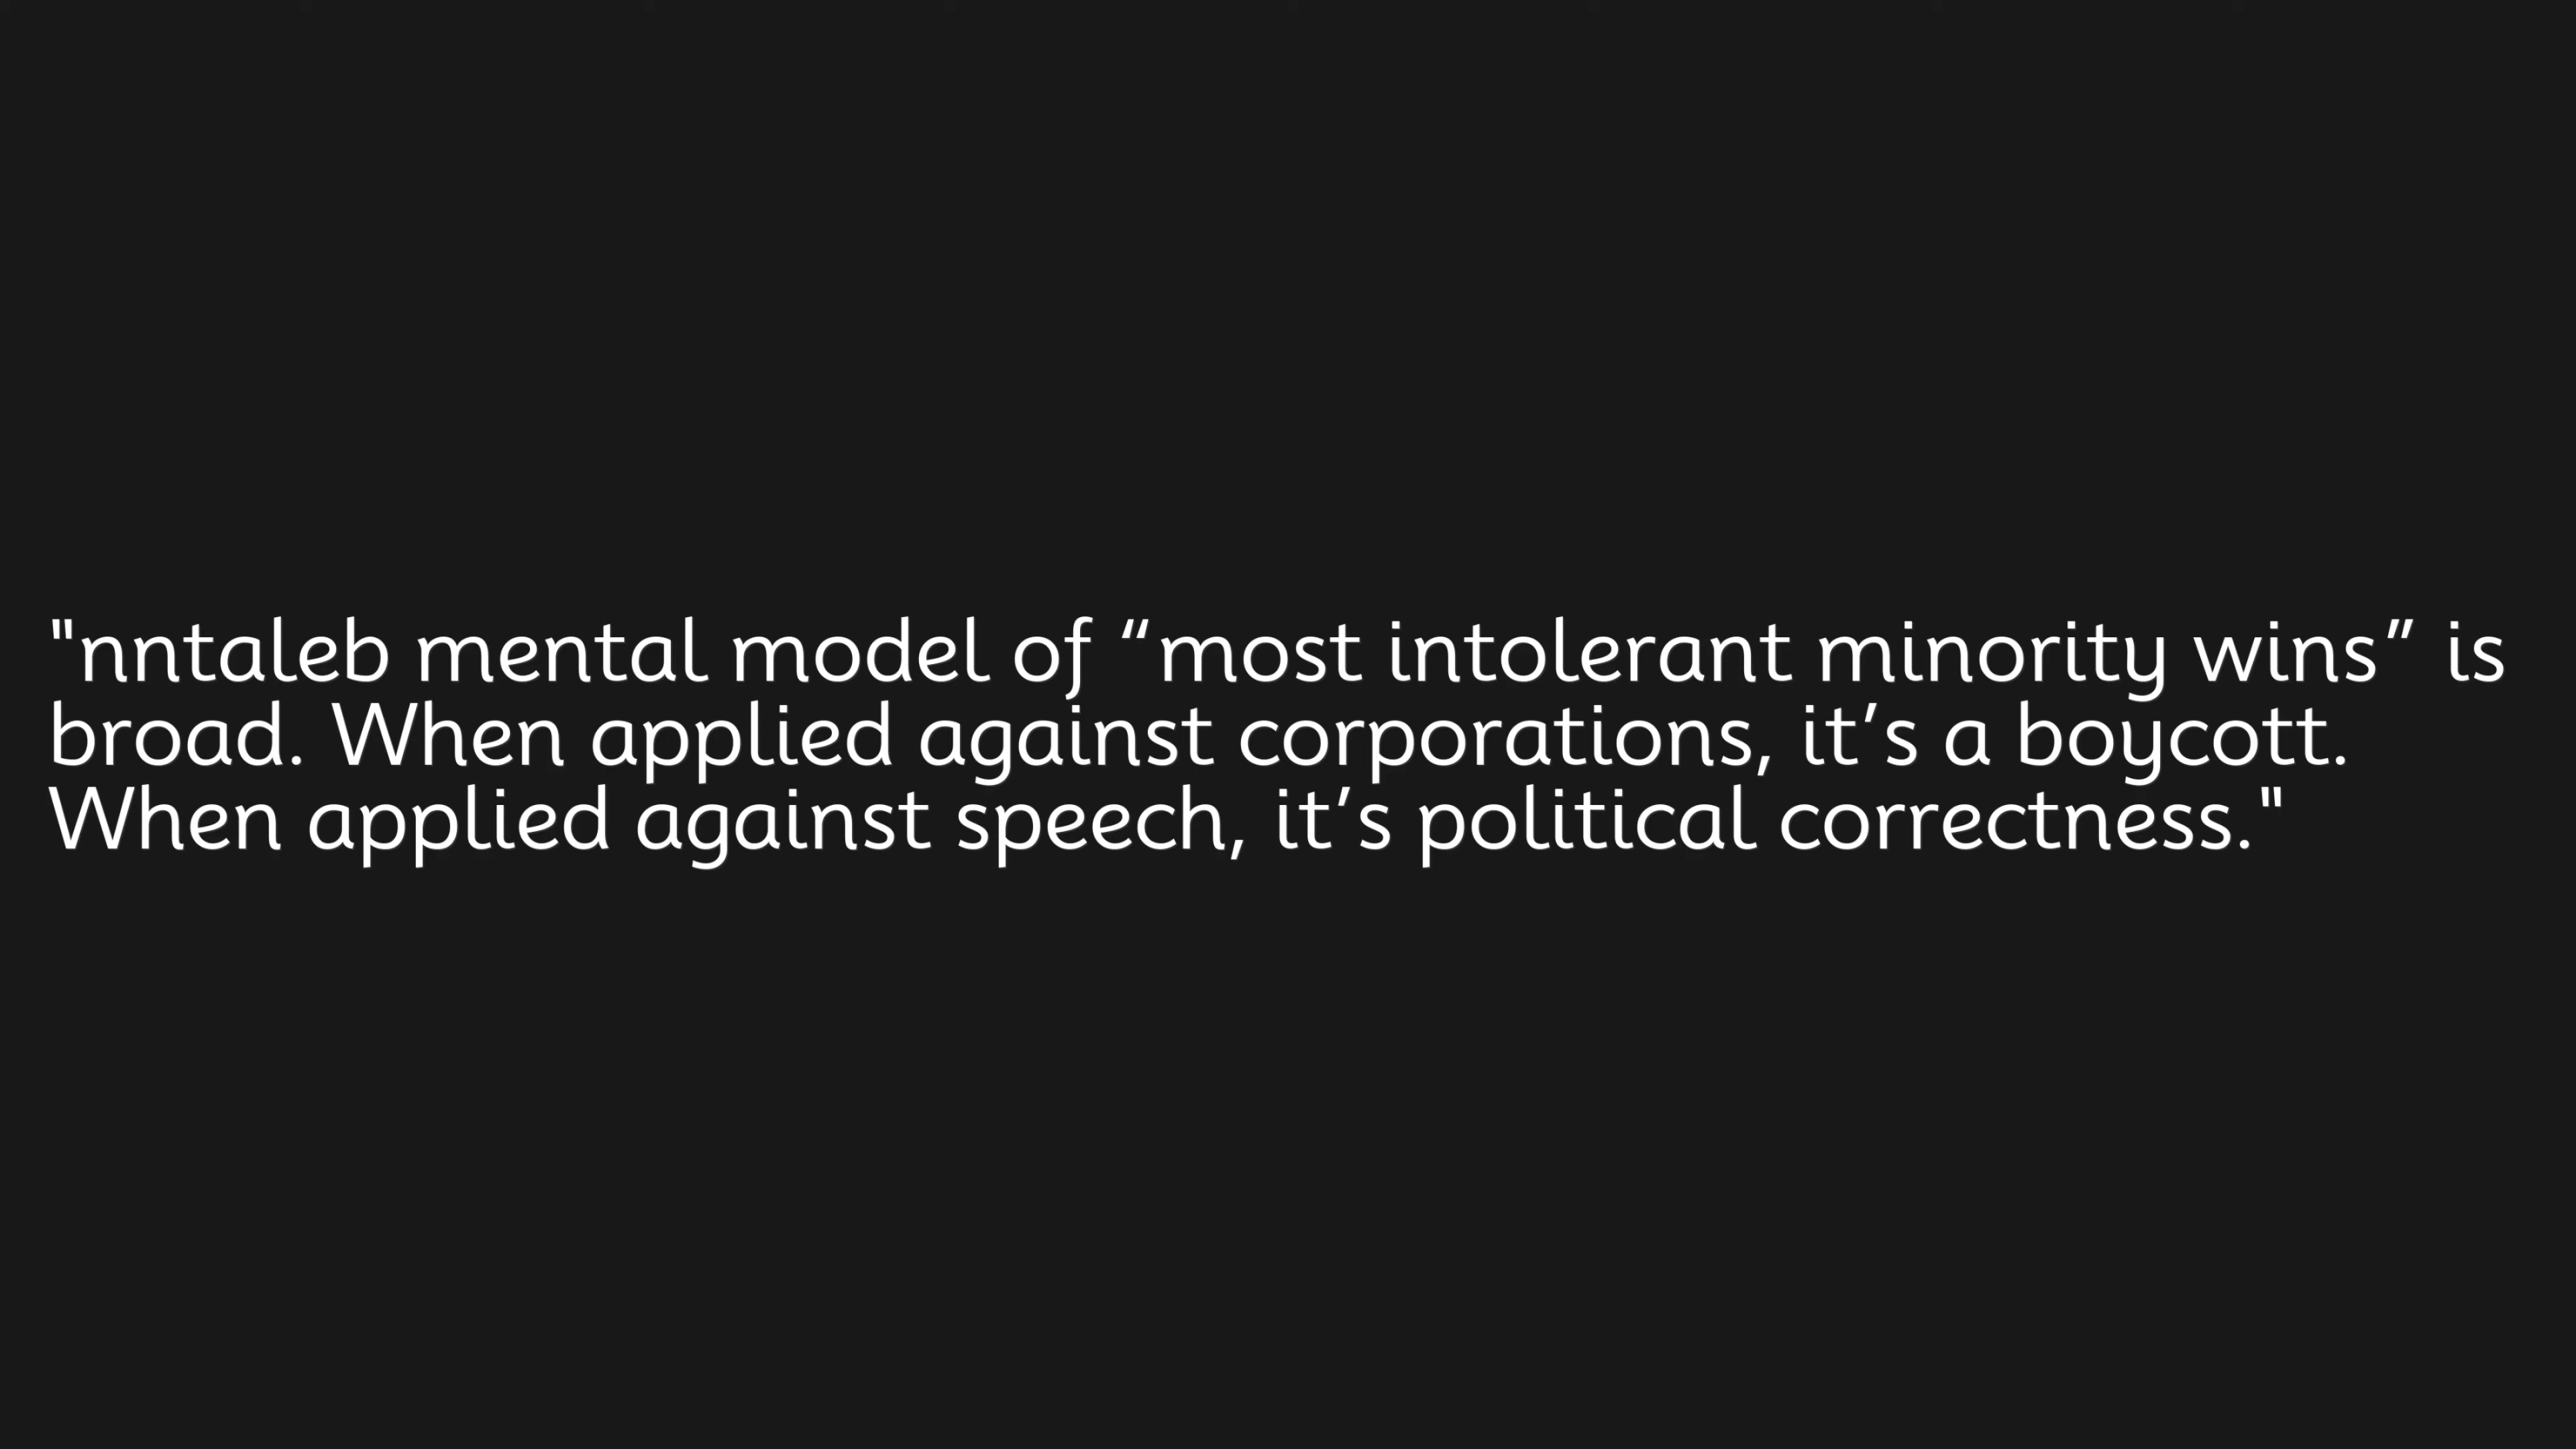 "nntaleb mental model of “most intolerant minority wins” is
broad. When applied against corporations, it’s a boycott.
When applied against speech, it’s political correctness."